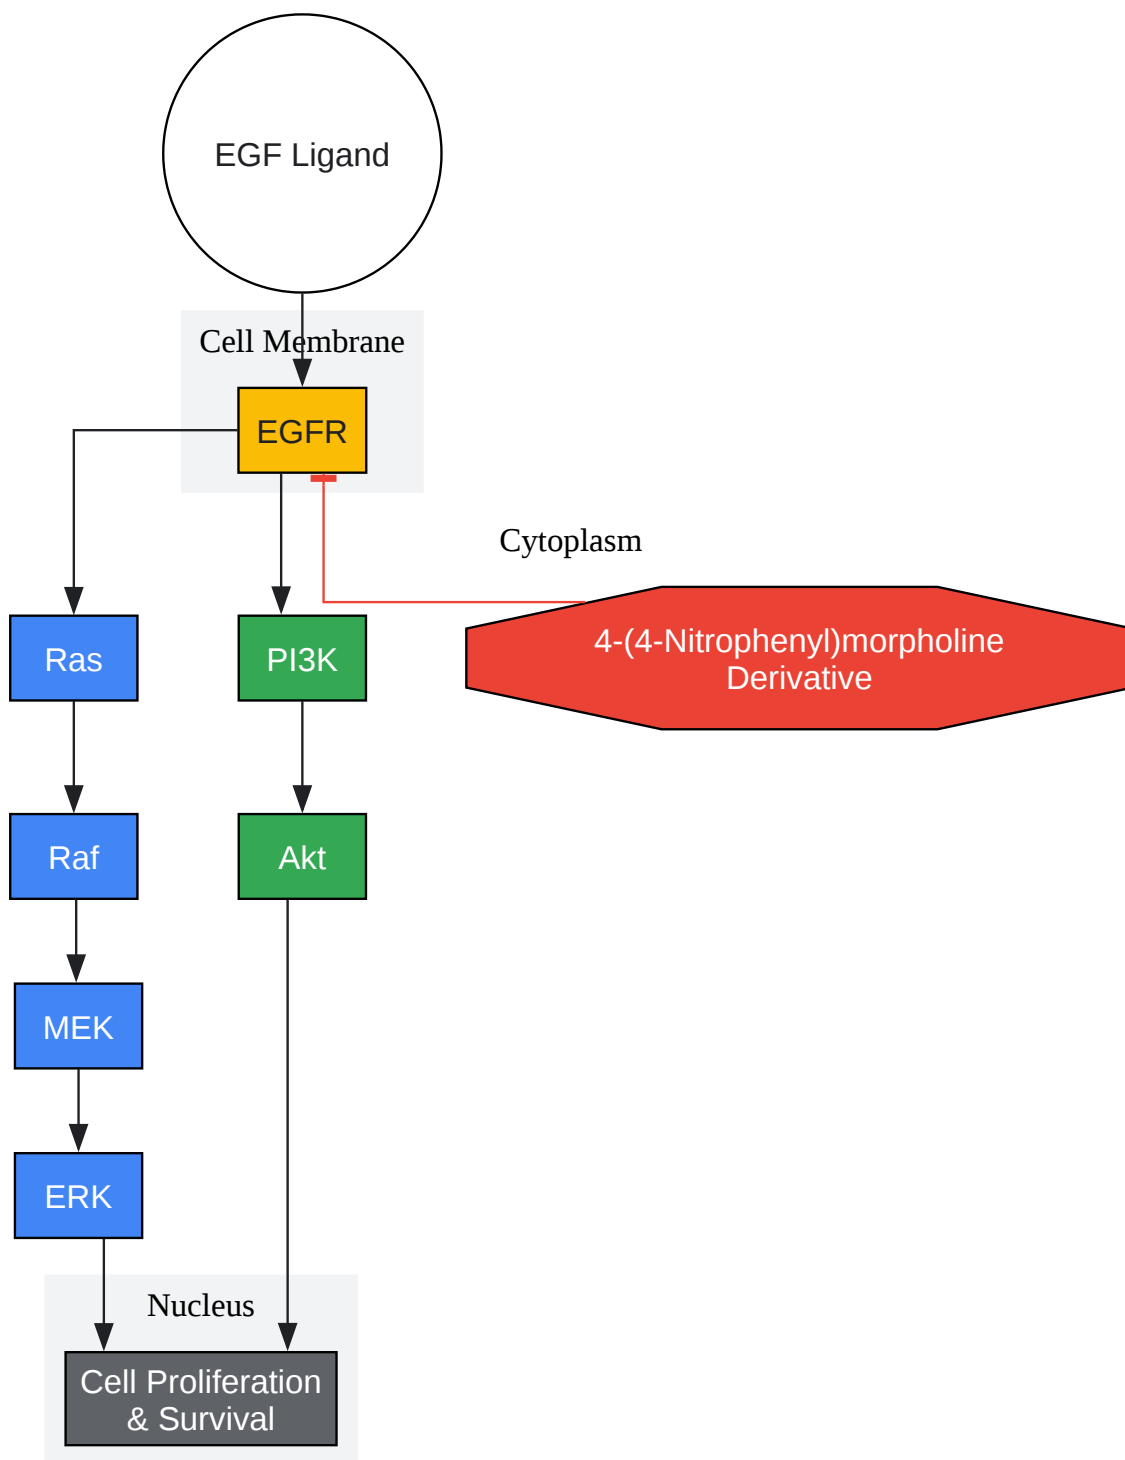 EGF Ligand
Cell Membrane
EGFR
Cytoplasm
Ras
PI3K
4-(4-Nitrophenyl)morpholine
Derivative
Raf
Akt
MEK
ERK
Nucleus
Cell Proliferation
& Survival